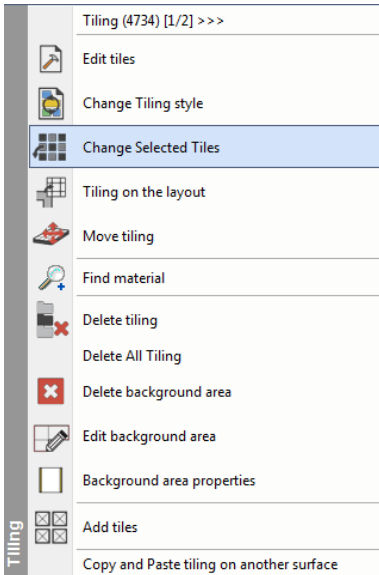 Tiling (4734) [1/2] >>>
Edit tiles
Change Tiling style
Change Selected Tiles
Tiling on the layout
Move tiling
Find material
Delete tiling
Delete All Tiling
Delete background area
Edit background area
Background area properties
Add tiles
Copy and Paste tiling on another surface
Tiling